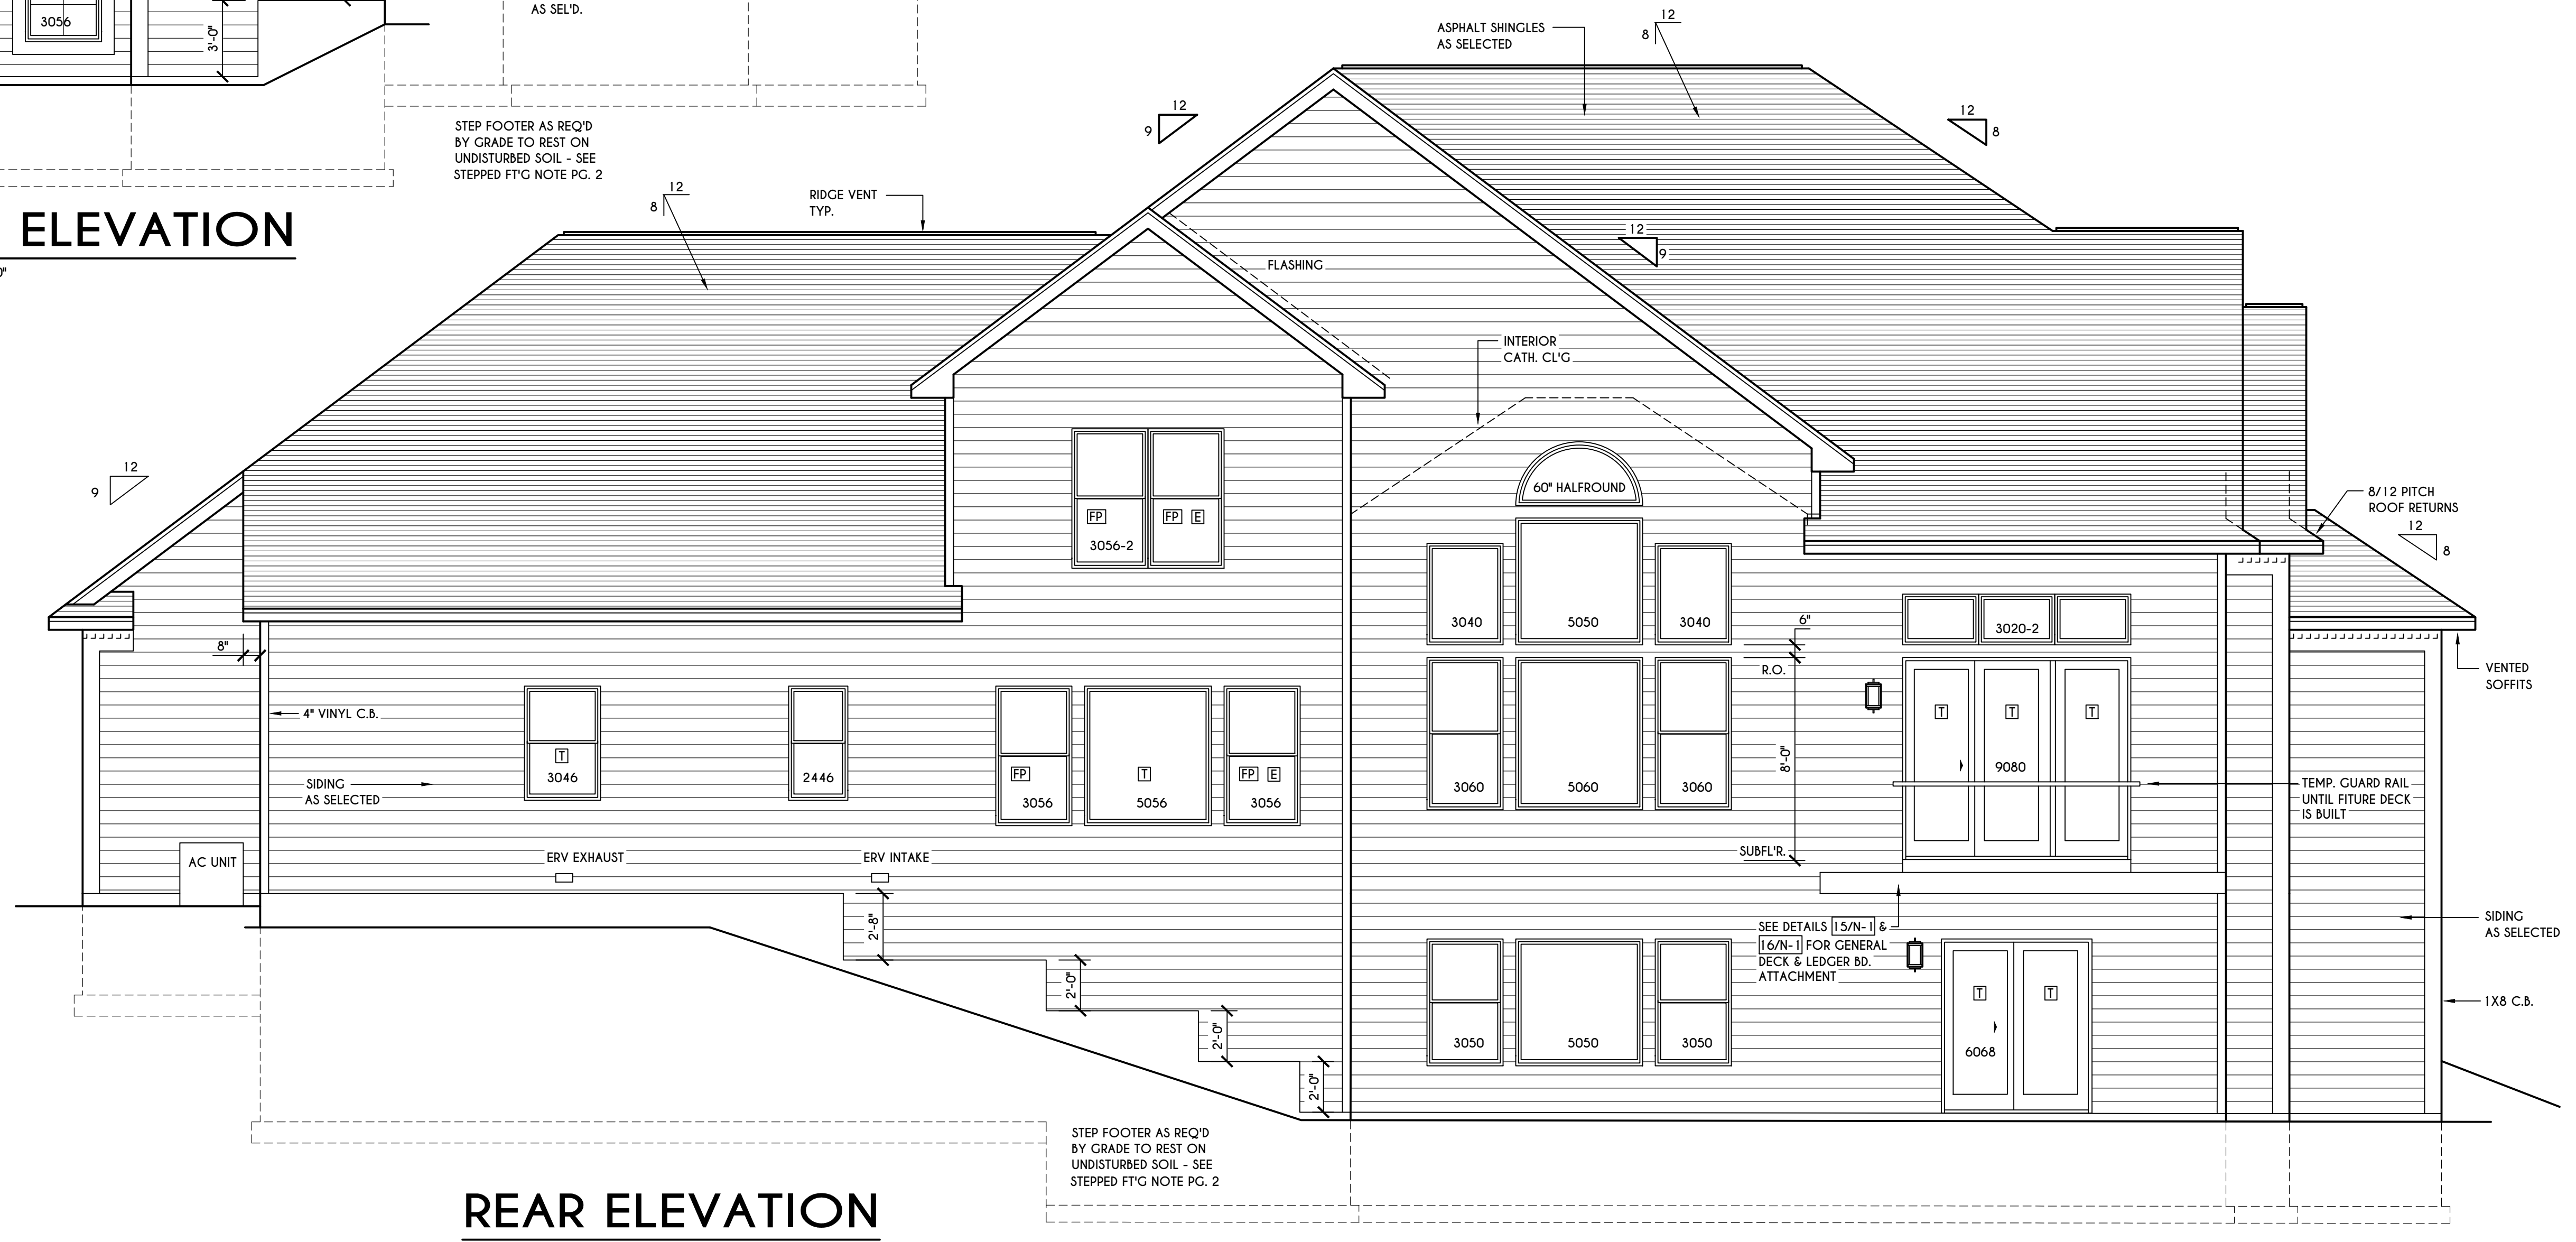 3056
3'-0"
AS SEL'D.
STEP FOOTER AS REQ'D
BY GRADE TO REST ON
UNDISTURBED SOIL - SEE
STEPPED FT'G NOTE PG. 2
ELEVATION
0"
12
8
RIDGE VENT
TYP.
ASPHALT SHINGLES
AS SELECTED
12
8
12
9
12
8
12
9
FLASHING
INTERIOR
CATH. CL'G
12
9
60" HALFROUND
8/12 PITCH
ROOF RETURNS
12
8
FP
FP E
3056-2
3040
5050
3040
6"
3020-2
8"
R.O.
VENTED
SOFFITS
4" VINYL C.B.
T
T
T
T
3046
2446
FP
T
FP E
3056
5056
3056
3060
5060
3060
8'-0"
9080
SIDING
AS SELECTED
TEMP. GUARD RAIL
UNTIL FITURE DECK
IS BUILT
AC UNIT
ERV EXHAUST
ERV INTAKE
SUBFL'R.
2'-8"
SEE DETAILS 15/N-1 &
16/N-1 FOR GENERAL
DECK & LEDGER BD.
ATTACHMENT
SIDING
AS SELECTED
2'-0"
2'-0"
2'-0"
3050
5050
3050
T
T
6068
1X8 C.B.
STEP FOOTER AS REQ'D
BY GRADE TO REST ON
UNDISTURBED SOIL - SEE
STEPPED FT'G NOTE PG. 2
REAR ELEVATION